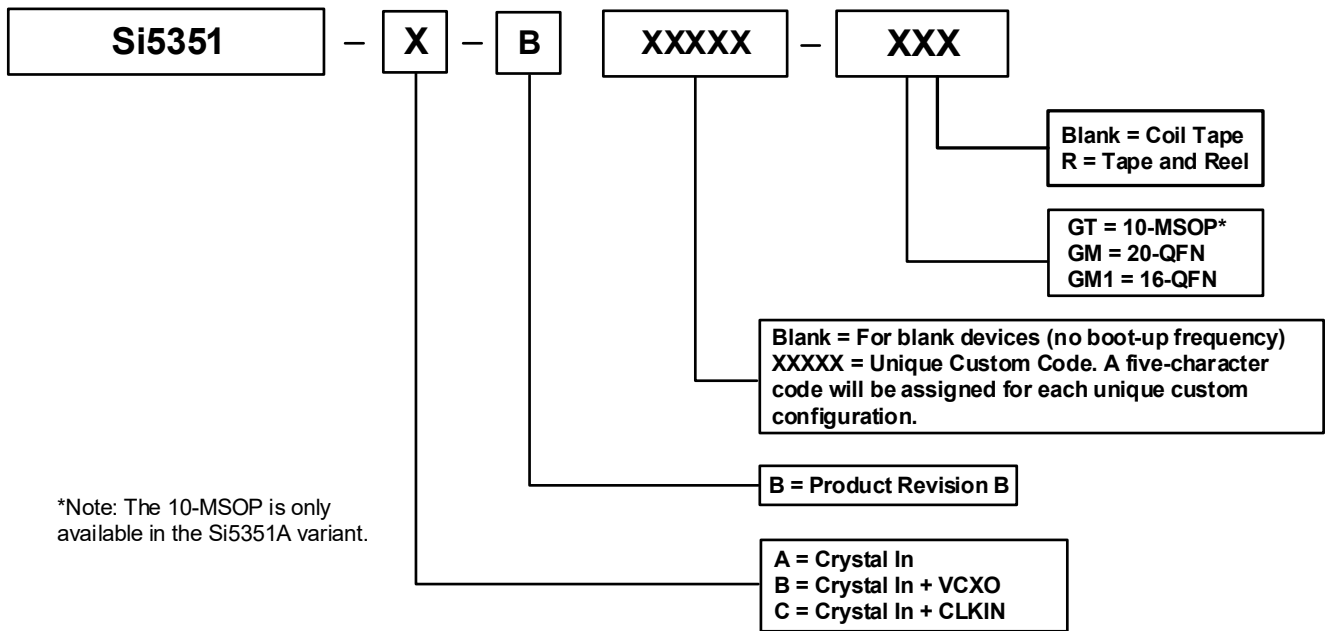 Si5351 – X – B XXXXX – XXX
Blank = Coil Tape
R = Tape and Reel
GT = 10-MSOP*
GM = 20-QFN
GM1 = 16-QFN
Blank = For blank devices (no boot-up frequency)
XXXXX = Unique Custom Code. A five-character
code will be assigned for each unique custom
configuration.
B = Product Revision B
*Note: The 10-MSOP is only
available in the Si5351A variant.
A = Crystal In
B = Crystal In + VCXO
C = Crystal In + CLKIN